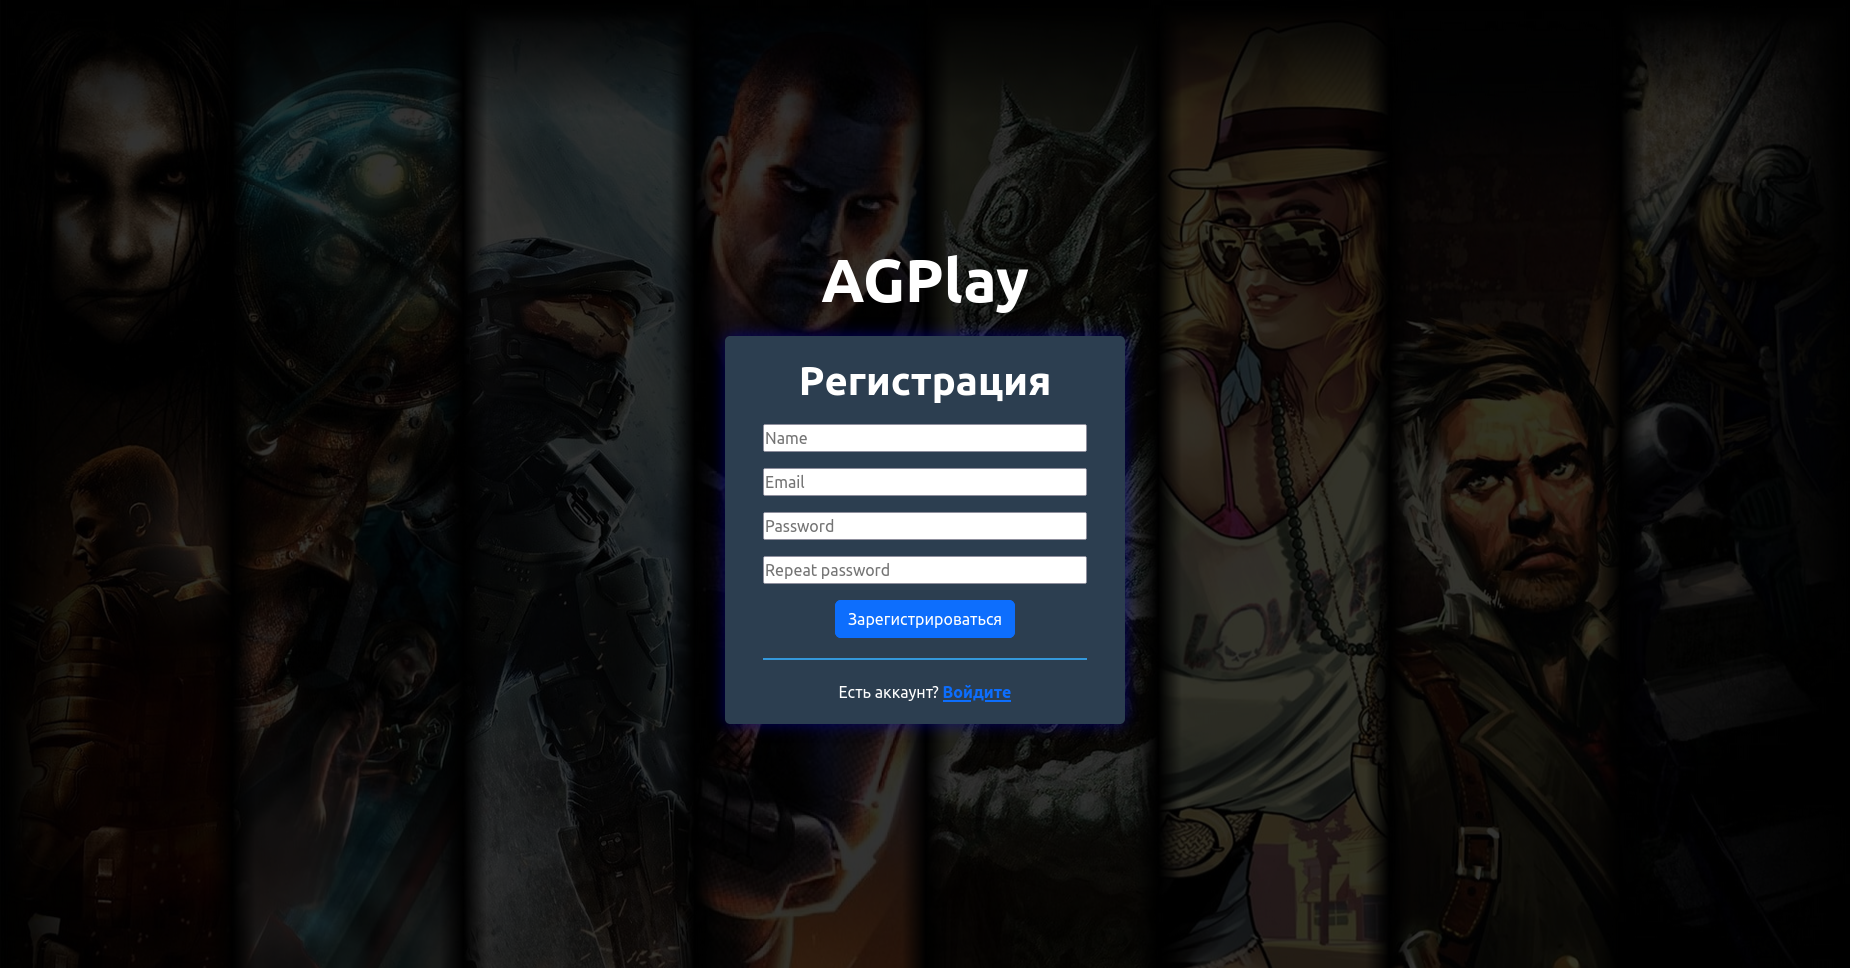 AGPlay
Регистрация
Name
Email
Password
Repeat password
Зарегистрироваться
Есть аккаунт? Войдите